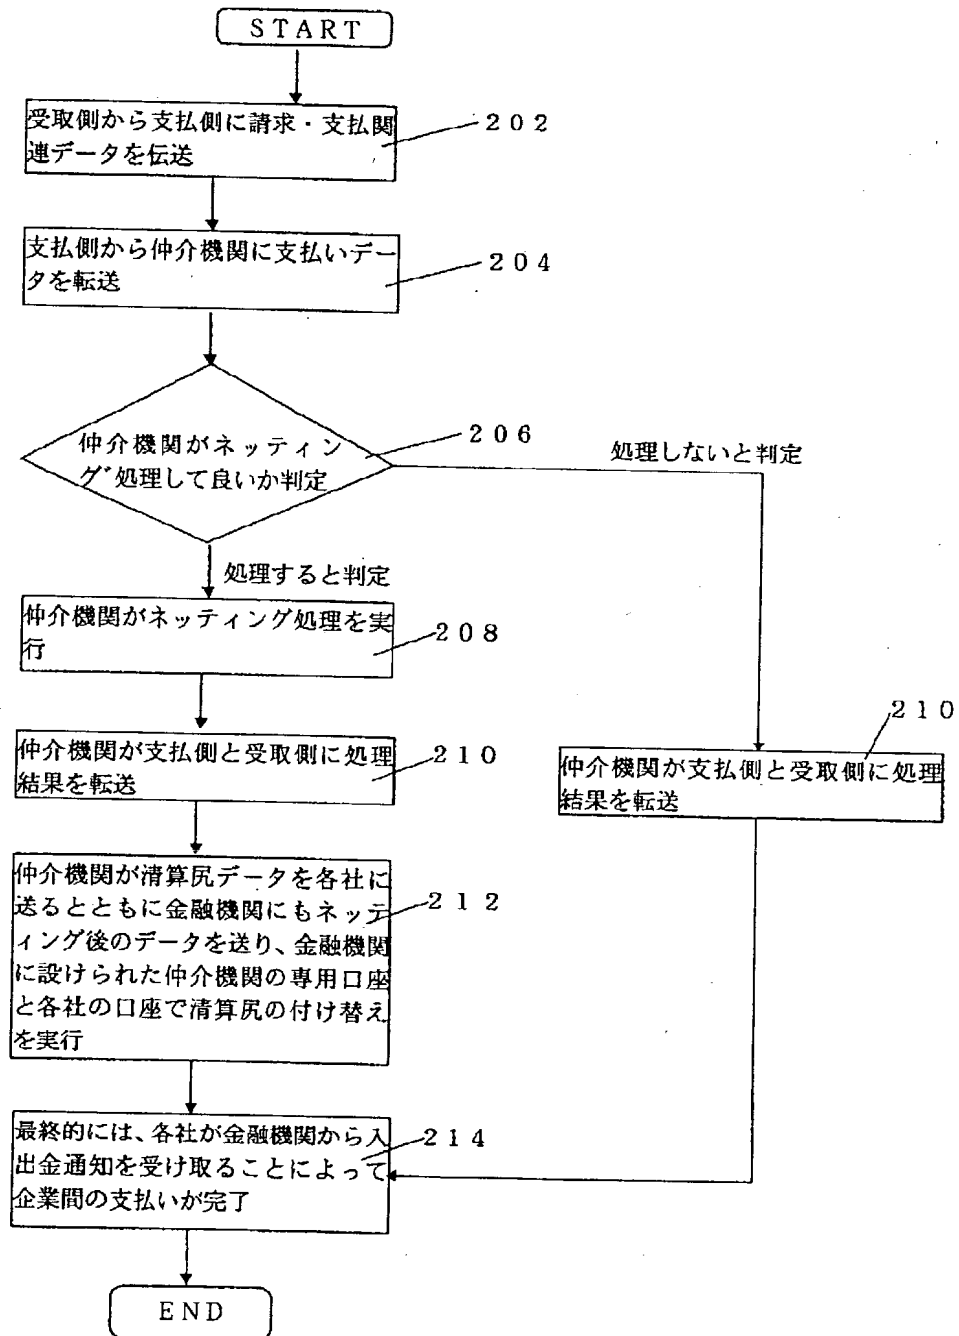 START
受取側から支払側に請求・支払関
連データを伝送
202
支払側から仲介機関に支払いデー
タを転送
204
仲介機関がネッティン
グ処理して良いか判定
206
処理しないと判定
処理すると判定
仲介機関がネッティング処理を実
行
208
仲介機関が支払側と受取側に処理
結果を転送
210
仲介機関が支払側と受取側に処理
結果を転送
210
仲介機関が清算尻データを各社に
送るとともに金融機関にもネッテ
ィング後のデータを送り、金融機関
に設けられた仲介機関の専用口座
と各社の口座で清算尻の付け替え
を実行
212
最終的には、各社が金融機関から入
出金通知を受け取ることによって
企業間の支払いが完了
214
END